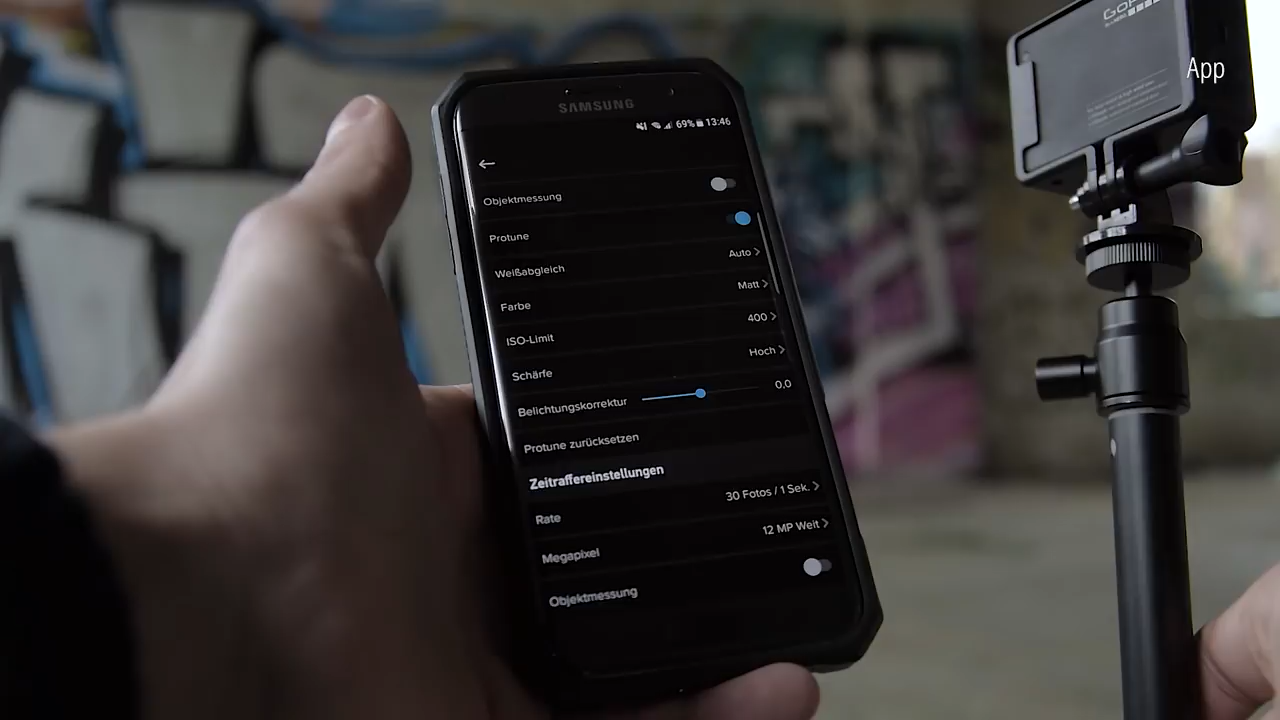 GoPro
App
SAMSUNG
69% 13:46
Objektmessung
Protune
Weißabgleich Auto
Farbe Matt
ISO-Limit 400
Schärfe Hoch
Belichtungskorrektur 0,0
Protune zurücksetzen
Zeitraffereinstellungen
Rate 30 Fotos / 1 Sek.
Megapixel 12 MP Weit
Objektmessung